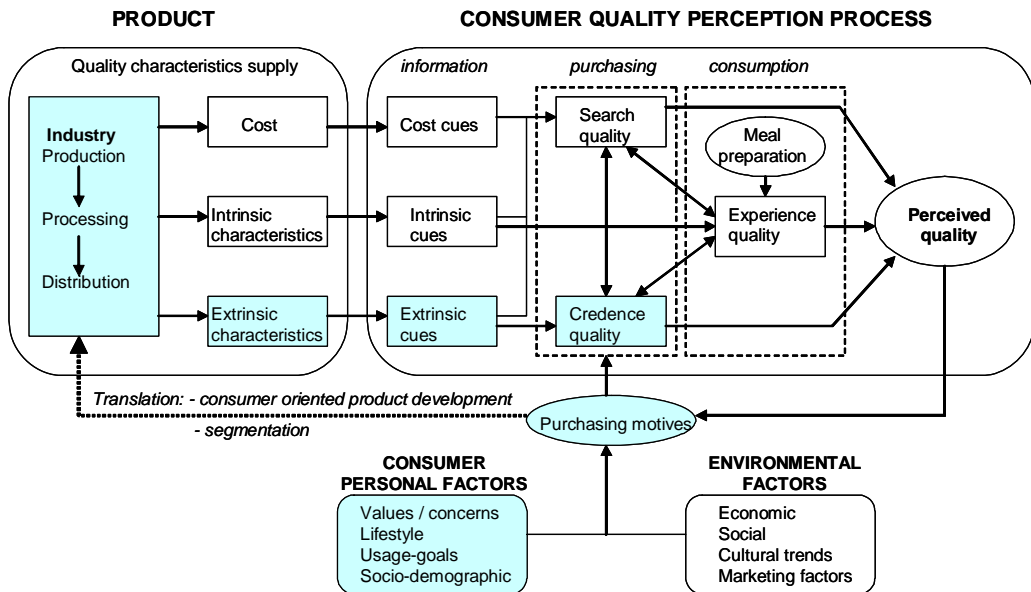 PRODUCT
CONSUMER QUALITY PERCEPTION PROCESS
Quality characteristics supply
information
purchasing
consumption
Industry
Production
Processing
Distribution
Cost
Intrinsic
characteristics
Extrinsic
characteristics
Cost cues
Intrinsic
cues
Extrinsic
cues
Search
quality
Credence
quality
Meal
preparation
Experience
quality
Perceived
quality
Translation: - consumer oriented product development
- segmentation
Purchasing motives
CONSUMER
PERSONAL FACTORS
Values / concerns
Lifestyle
Usage-goals
Socio-demographic
ENVIRONMENTAL
FACTORS
Economic
Social
Cultural trends
Marketing factors